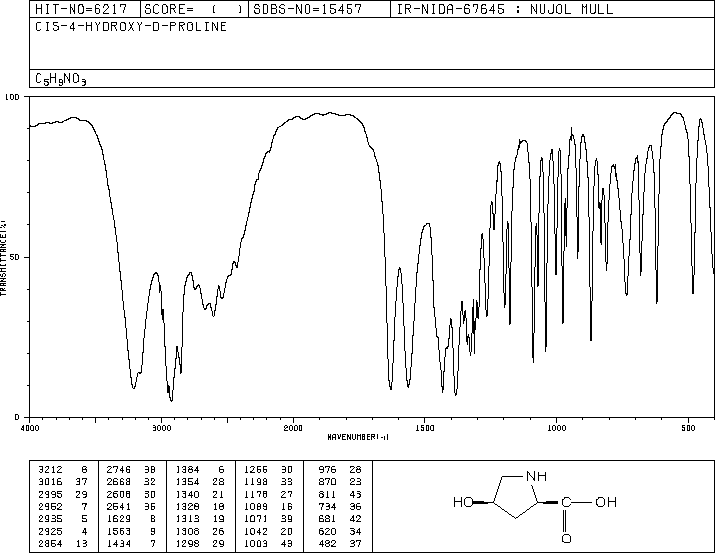 HIT-NO=6217 SCORE= ( ) SDBS-NO=15457 IR-NIDA-67645 : NUJOL MULL
CIS-4-HYDROXY-D-PROLINE
C5H9NO3
100
50
0
TRANSMITTANCE(%)
4000 3000 2000 1500 1000 500
WAVENUMBER(-1)
3212 8 2746 38 1384 6 1266 30 976 28
3016 37 2668 32 1354 28 1198 33 870 23
2995 29 2608 30 1340 21 1178 27 811 43
2952 7 2541 36 1328 18 1089 16 734 36
2935 5 1629 8 1313 19 1071 39 681 42
2925 4 1563 9 1306 26 1042 20 620 34
2854 13 1434 7 1298 29 1003 43 482 37
NH
HO C OH
O